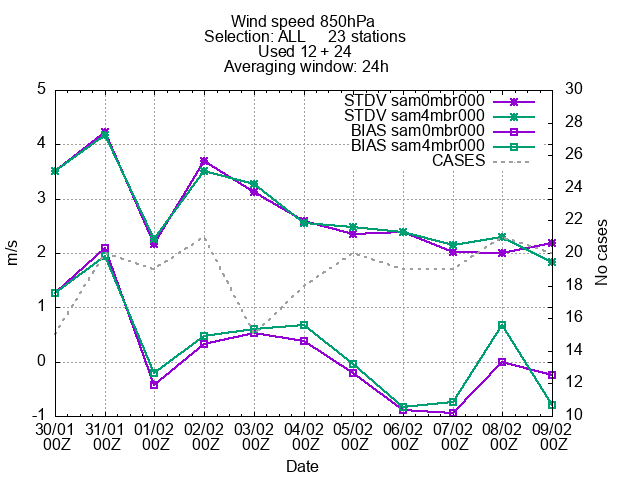 Wind speed 850hPa
Selection: ALL 23 stations
Used 12 + 24
Averaging window: 24h
STDV sam0mbr000
STDV sam4mbr000
BIAS sam0mbr000
BIAS sam4mbr000
CASES
m/s
5
4
3
2
1
0
-1
No cases
30
28
26
24
22
20
18
16
14
12
10
30/01 31/01 01/02 02/02 03/02 04/02 05/02 06/02 07/02 08/02 09/02
00Z 00Z 00Z 00Z 00Z 00Z 00Z 00Z 00Z 00Z 00Z
Date